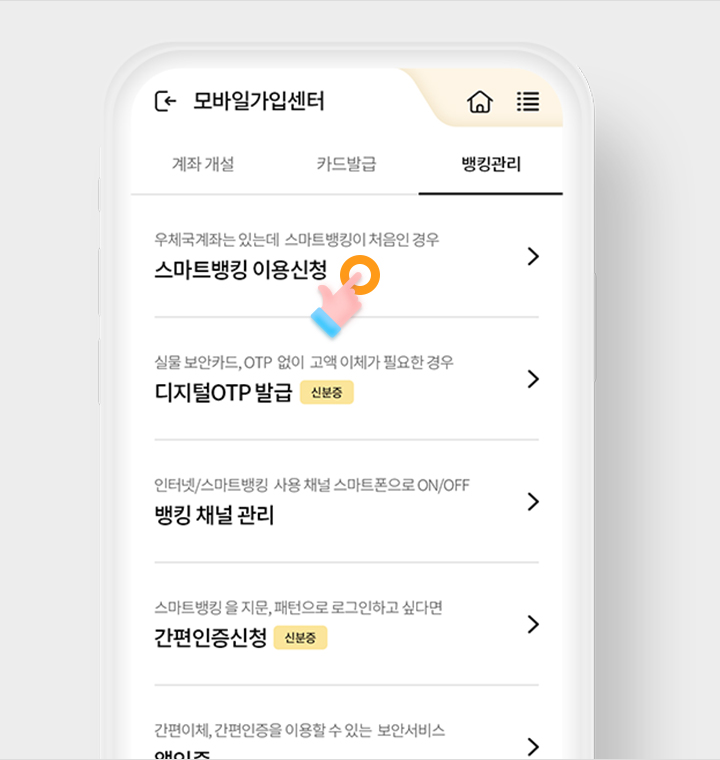 모바일가입센터
계좌 개설 카드발급 뱅킹관리
우체국계좌는 있는데 스마트뱅킹이 처음인 경우
스마트뱅킹 이용신청
실물 보안카드, OTP 없이 고액 이체가 필요한 경우
디지털OTP 발급 신분증
인터넷/스마트뱅킹 사용 채널 스마트폰으로 ON/OFF
뱅킹 채널 관리
스마트뱅킹 을 지문, 패턴으로 로그인하고 싶다면
간편인증신청 신분증
간편이체, 간편인증을 이용할 수 있는 보안서비스